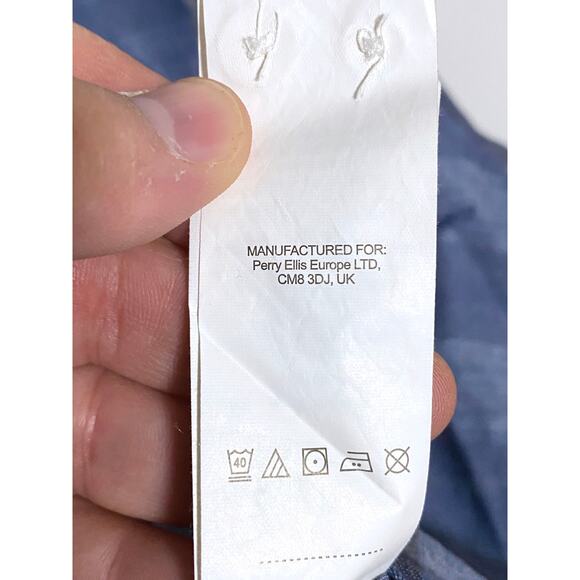 MANUFACTURED FOR:
Perry Ellis Europe LTD,
CM8 3DJ, UK
40